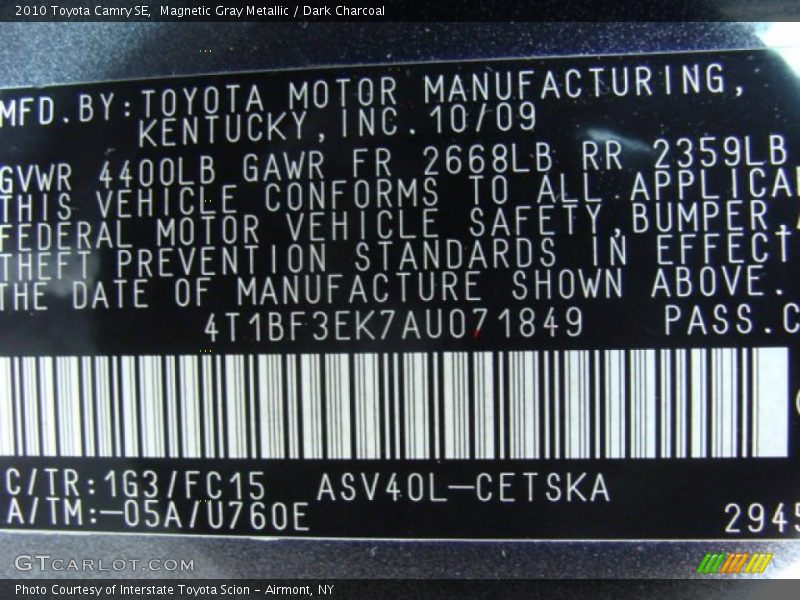 2010 Toyota Camry SE,  Magnetic Gray Metallic / Dark Charcoal
MFD.BY:TOYOTA MOTOR MANUFACTURING,
KENTUCKY,INC.10/09
GVWR 4400LB GAWR FR 2668LB RR 2359LB
THIS VEHICLE CONFORMS TO ALL APPLICA
FEDERAL MOTOR VEHICLE SAFETY,BUMPER,
THEFT PREVENTION STANDARDS IN EFFECT
THE DATE OF MANUFACTURE SHOWN ABOVE.
4T1BF3EK7AU071849 PASS.C
C/TR:1G3/FC15 ASV40L-CETSKA
A/TM:-05A/U760E
2945
GTCARLOT.COM
Photo Courtesy of Interstate Toyota Scion - Airmont, NY